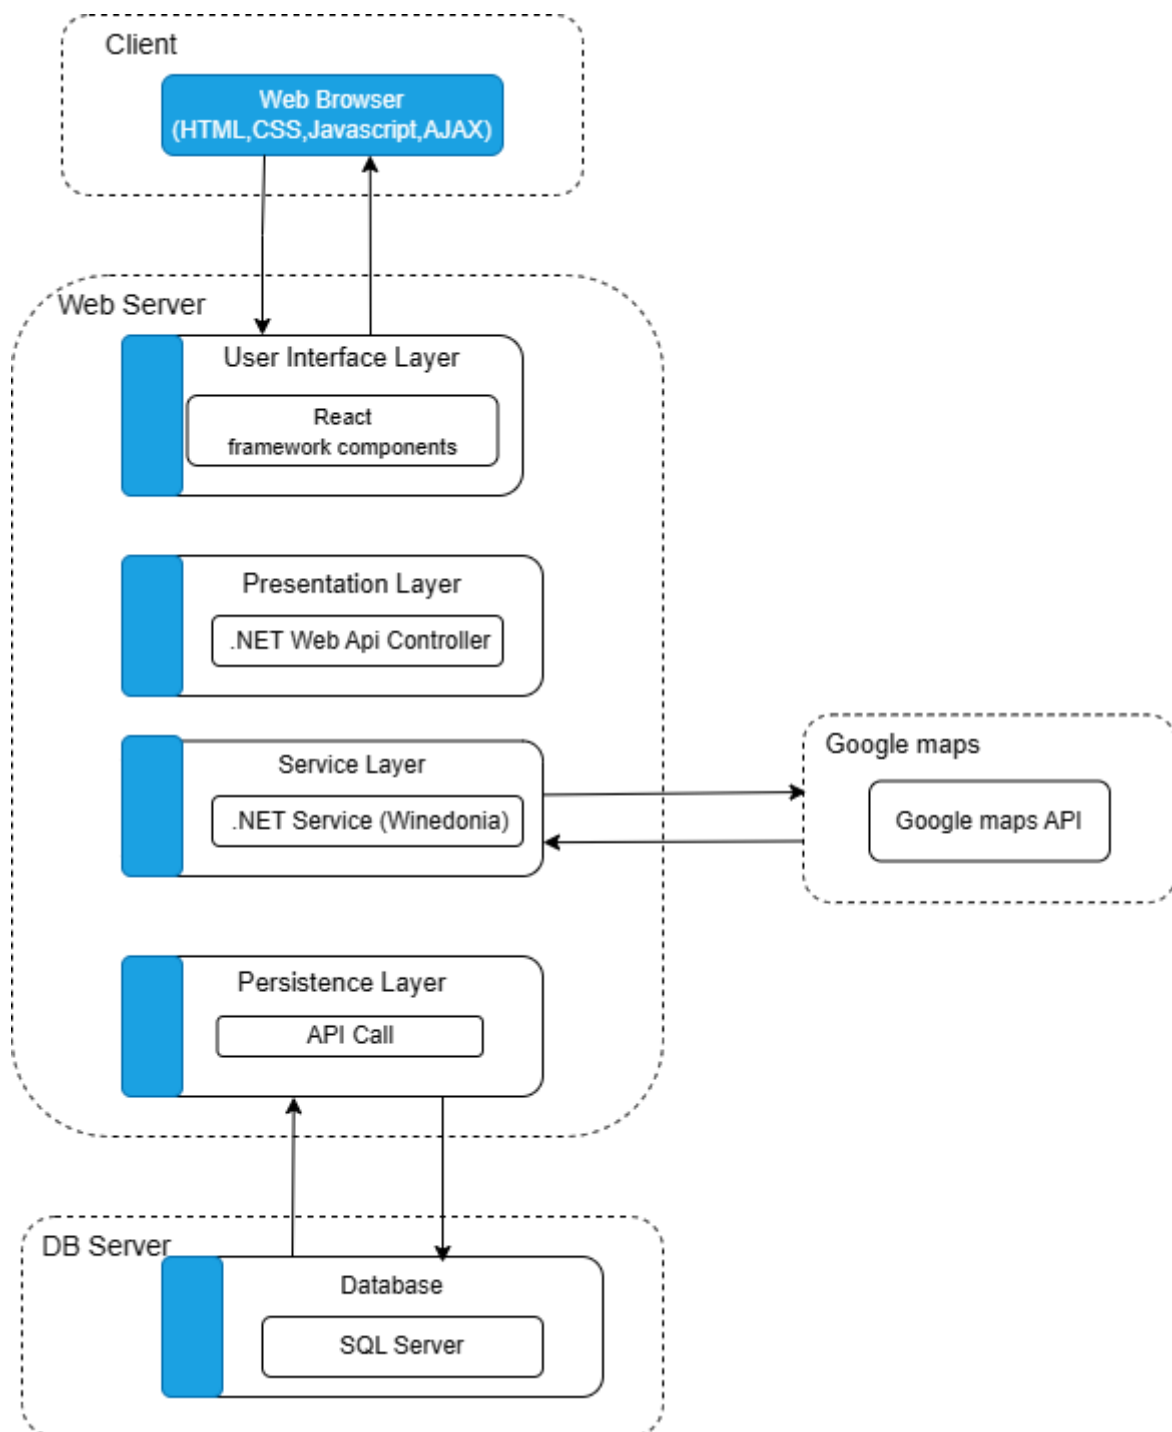 Client
Web Browser
(HTML,CSS,Javascript,AJAX)
Web Server
User Interface Layer
React
framework components
Presentation Layer
.NET Web Api Controller
Service Layer
.NET Service (Winedonia)
Google maps
Google maps API
Persistence Layer
API Call
DB Server
Database
SQL Server